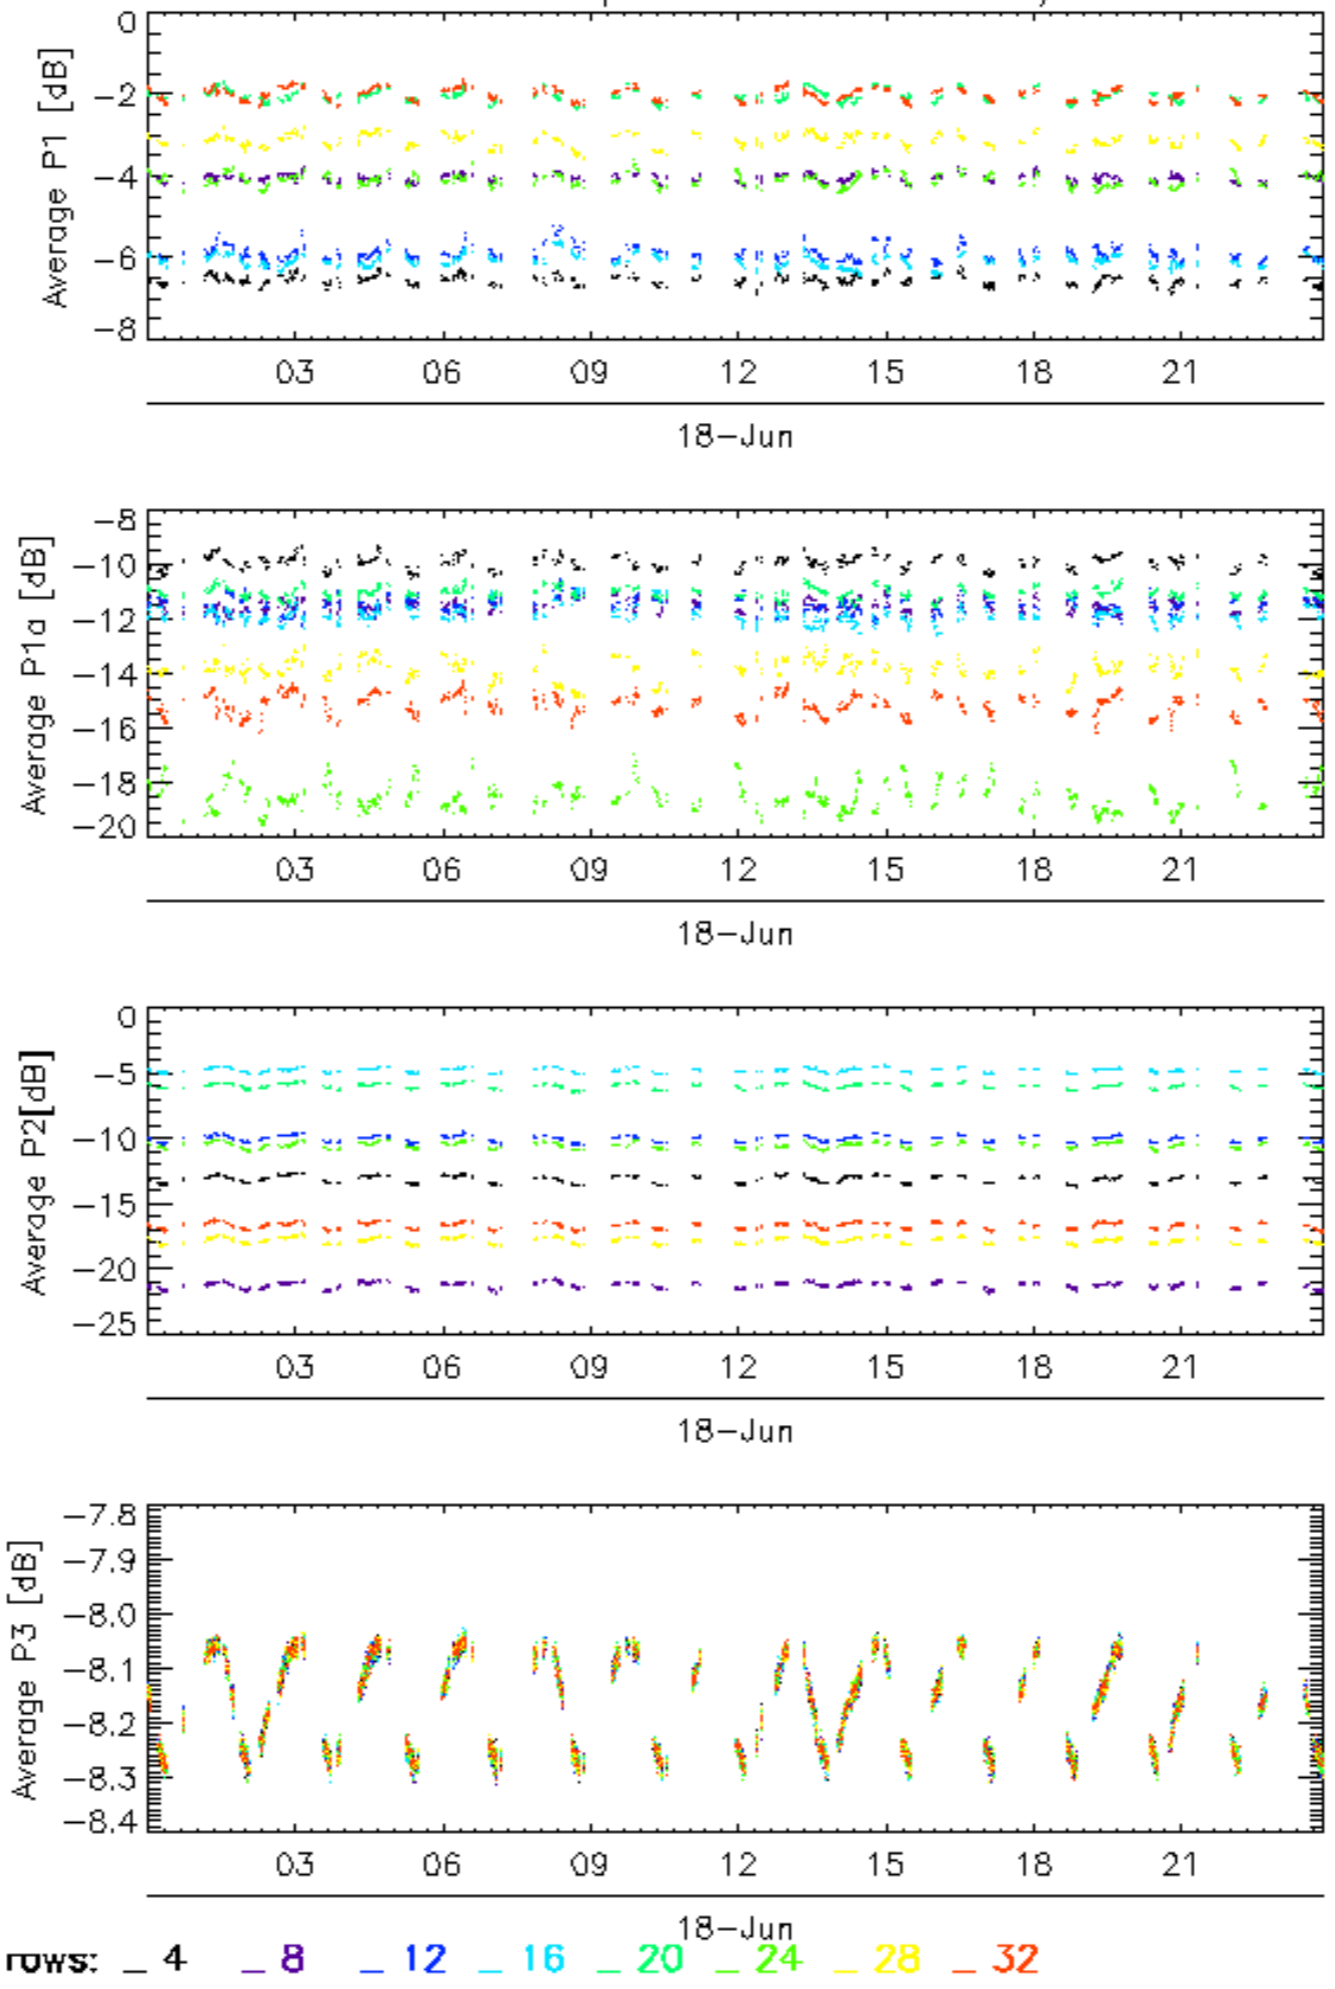 0
−2
−4
−6
−8
Average P1 [dB]
03 06 09 12 15 18 21
18−Jun
−8
−10
−12
−14
−16
−18
−20
Average P1a [dB]
03 06 09 12 15 18 21
18−Jun
0
−5
−10
−15
−20
−25
Average P2[dB]
03 06 09 12 15 18 21
18−Jun
−7.8
−7.9
−8.0
−8.1
−8.2
−8.3
−8.4
Average P3 [dB]
03 06 09 12 15 18 21
18−Jun
rows: _ 4 _ 8 _ 12 _ 16 _ 20 _ 24 _ 28 _ 32